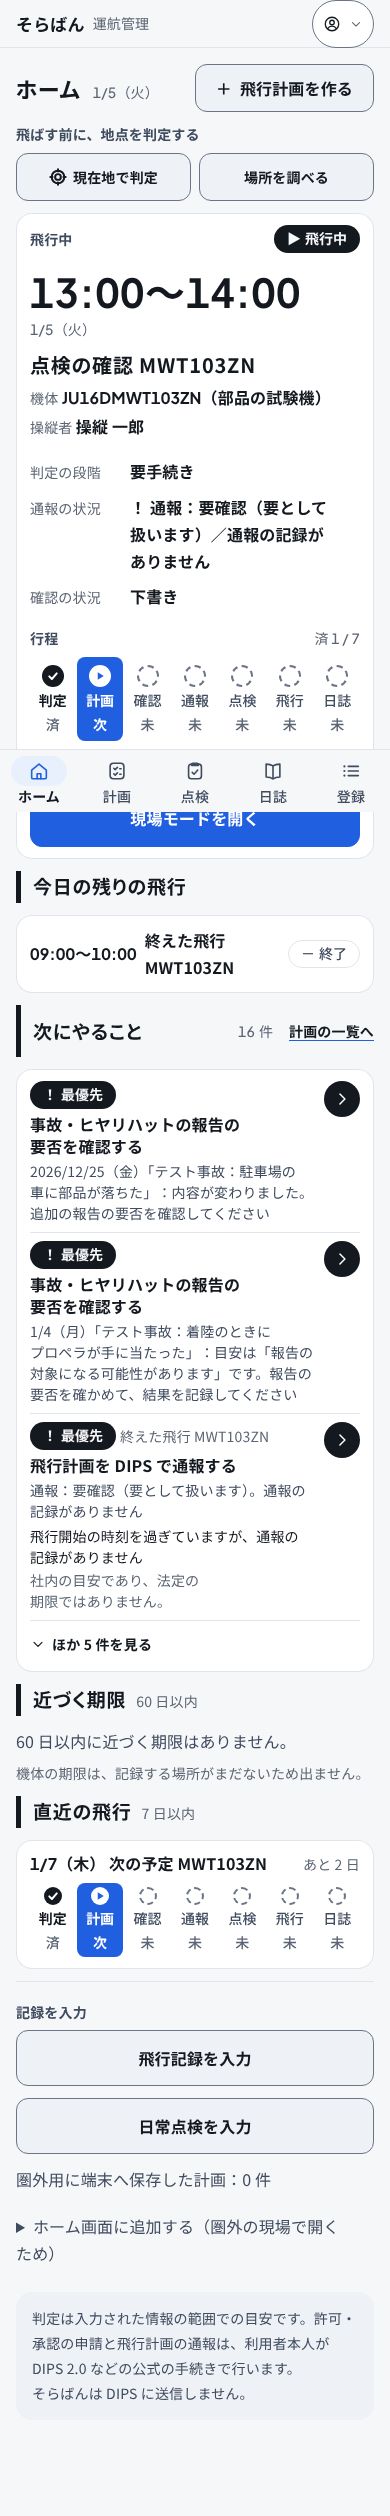 そらばん 運航管理
ホーム 1/5（火） ＋ 飛行計画を作る
飛ばす前に、地点を判定する
現在地で判定 場所を調べる
飛行中 ▶ 飛行中
13:00〜14:00
1/5（火）
点検の確認 MWT103ZN
機体 JU16DMWT103ZN（部品の試験機）
操縦者 操縦 一郎
判定の段階 要手続き
通報の状況 ！ 通報：要確認（要として
扱います）／通報の記録が
ありません
確認の状況 下書き
行程 済 1 / 7
判定 計画 確認 通報 点検 飛行 日誌
済 次 未 未 未 未 未
ホーム 計画 点検 日誌 登録
現場モードを開く
今日の残りの飛行
09:00〜10:00 終えた飛行
MWT103ZN
－ 終了
次にやること 16 件 計画の一覧へ
！ 最優先
事故・ヒヤリハットの報告の
要否を確認する
2026/12/25（金）「テスト事故：駐車場の
車に部品が落ちた」：内容が変わりました。
追加の報告の要否を確認してください
！ 最優先
事故・ヒヤリハットの報告の
要否を確認する
1/4（月）「テスト事故：着陸のときに
プロペラが手に当たった」：目安は「報告の
対象になる可能性があります」です。報告の
要否を確かめて、結果を記録してください
！ 最優先 終えた飛行 MWT103ZN
飛行計画を DIPS で通報する
通報：要確認（要として扱います）。通報の
記録がありません
飛行開始の時刻を過ぎていますが、通報の
記録がありません
社内の目安であり、法定の
期限ではありません。
ほか 5 件を見る
近づく期限 60 日以内
60 日以内に近づく期限はありません。
機体の期限は、記録する場所がまだないため出ません。
直近の飛行 7 日以内
1/7（木） 次の予定 MWT103ZN あと 2 日
判定 計画 確認 通報 点検 飛行 日誌
済 次 未 未 未 未 未
記録を入力
飛行記録を入力
日常点検を入力
圏外用に端末へ保存した計画：0 件
▶ ホーム画面に追加する（圏外の現場で開く
ため）
判定は入力された情報の範囲での目安です。許可・
承認の申請と飛行計画の通報は、利用者本人が
DIPS 2.0 などの公式の手続きで行います。
そらばんは DIPS に送信しません。